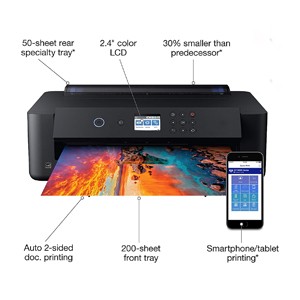 50-sheet rear
specialty tray*
2.4" color
LCD
30% smaller than
predecessor*
Auto 2-sided
doc. printing
200-sheet
front tray
Smartphone/tablet
printing*